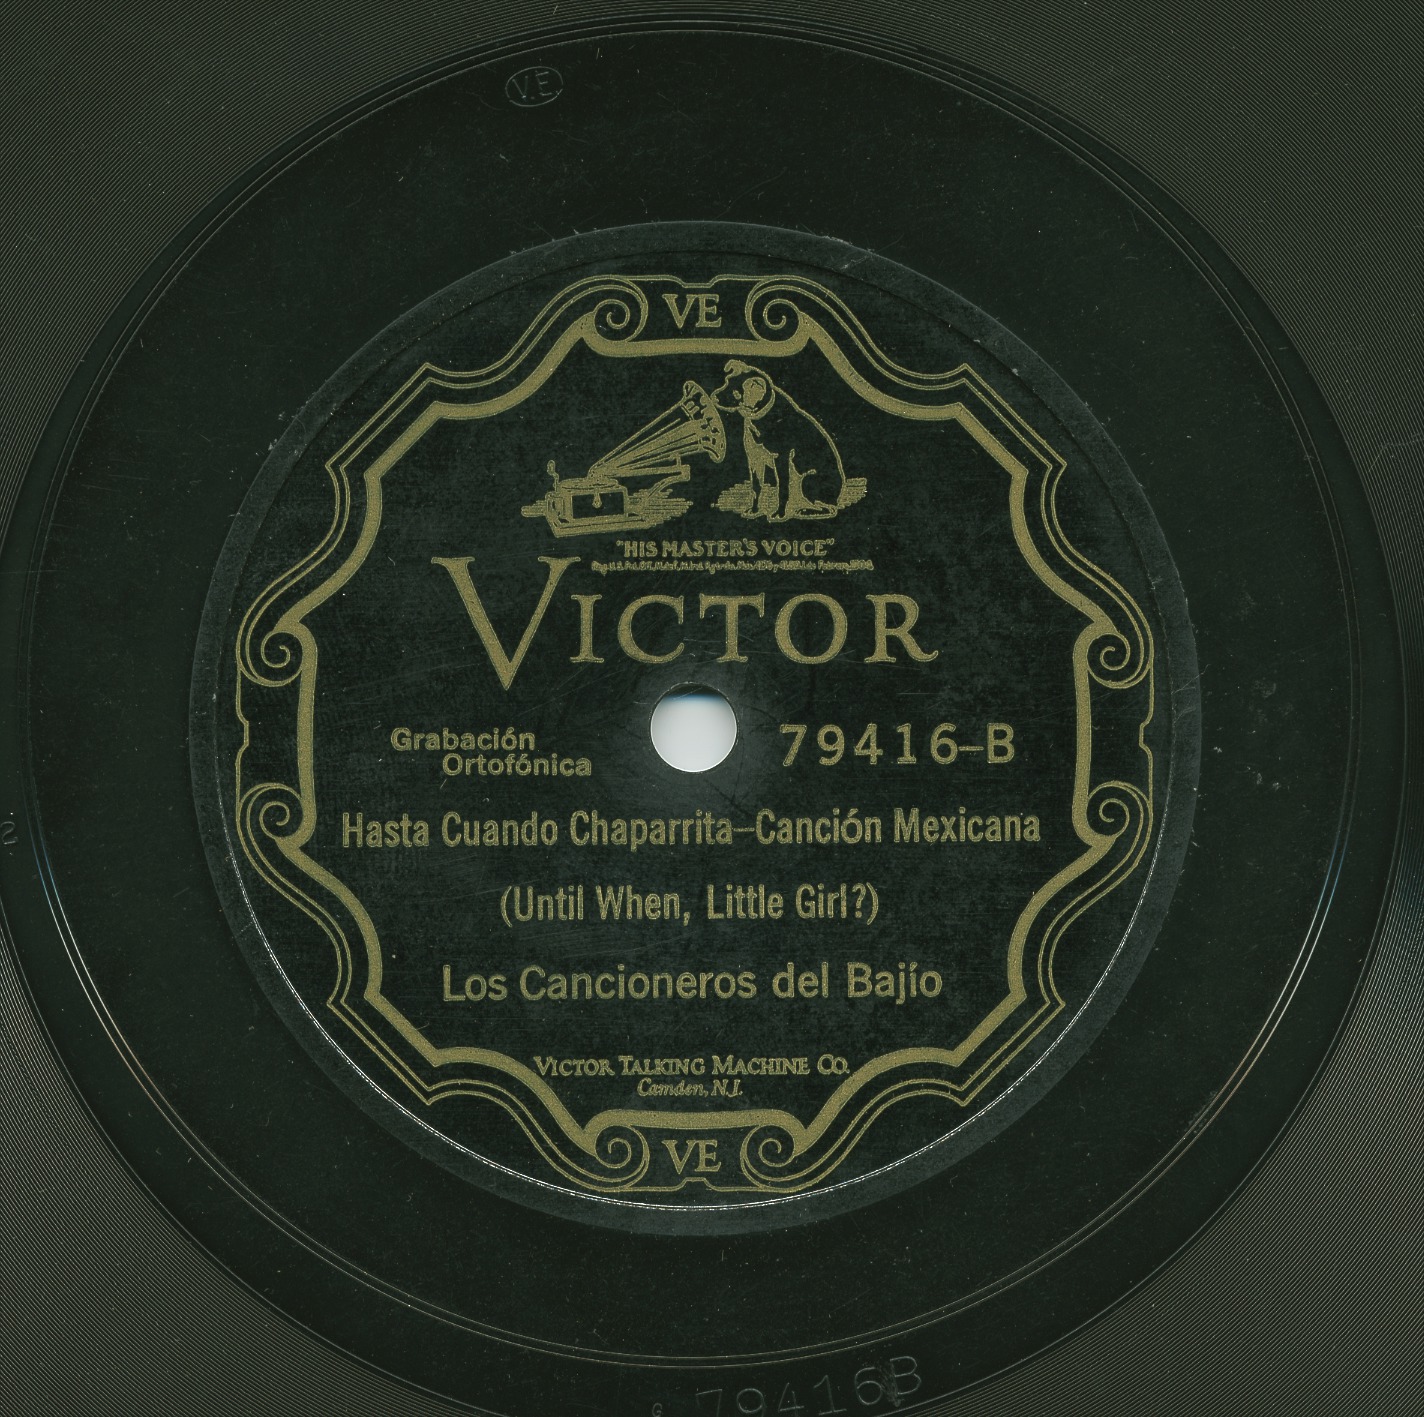 V.E.
VE
"HIS MASTER'S VOICE"
VICTOR
Grabación
Ortofónica
79416-B
Hasta Cuando Chaparrita-Canción Mexicana
(Until When, Little Girl?)
Los Cancioneros del Bajío
VICTOR TALKING MACHINE CO.
Camden, N.J.
VE
G 79416B